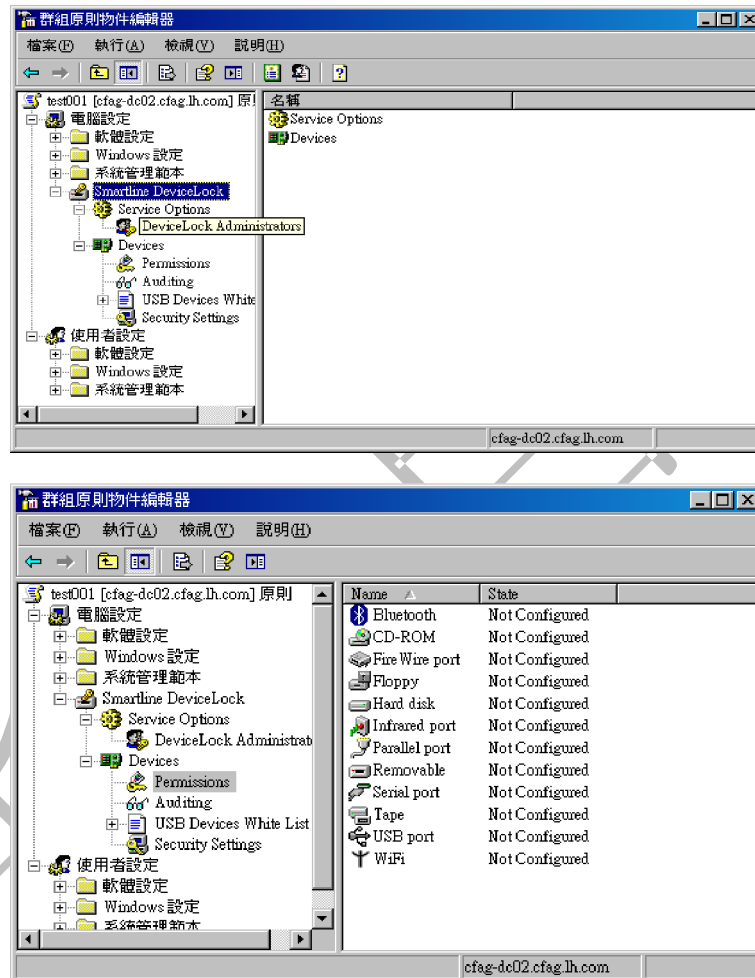 群組原則物件編輯器
檔案(F) 執行(A) 檢視(V) 說明(H)
test001 [cfag-dc02.cfag.lh.com] 原則
電腦設定
軟體設定
Windows 設定
系統管理範本
Smartline DeviceLock
Service Options
DeviceLock Administrators
Devices
Permissions
Auditing
USB Devices White
Security Settings
使用者設定
軟體設定
Windows 設定
系統管理範本
名稱
Service Options
Devices
cfag-dc02.cfag.lh.com
群組原則物件編輯器
檔案(F) 執行(A) 檢視(V) 說明(H)
test001 [cfag-dc02.cfag.lh.com] 原則
電腦設定
軟體設定
Windows 設定
系統管理範本
Smartline DeviceLock
Service Options
DeviceLock Administrat
Devices
Permissions
Auditing
USB Devices White List
Security Settings
使用者設定
軟體設定
Windows 設定
系統管理範本
Name State
Bluetooth Not Configured
CD-ROM Not Configured
FireWire port Not Configured
Floppy Not Configured
Hard disk Not Configured
Infrared port Not Configured
Parallel port Not Configured
Removable Not Configured
Serial port Not Configured
Tape Not Configured
USB port Not Configured
WiFi Not Configured
cfag-dc02.cfag.lh.com